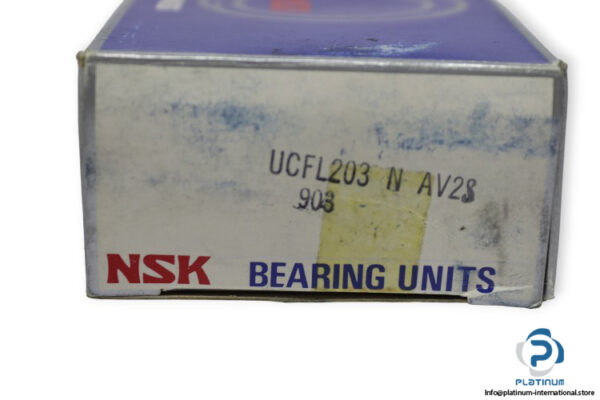 UCFL203 N AV2S
903
NSK BEARING UNITS
PLATINUM
Info@platinum-international.store